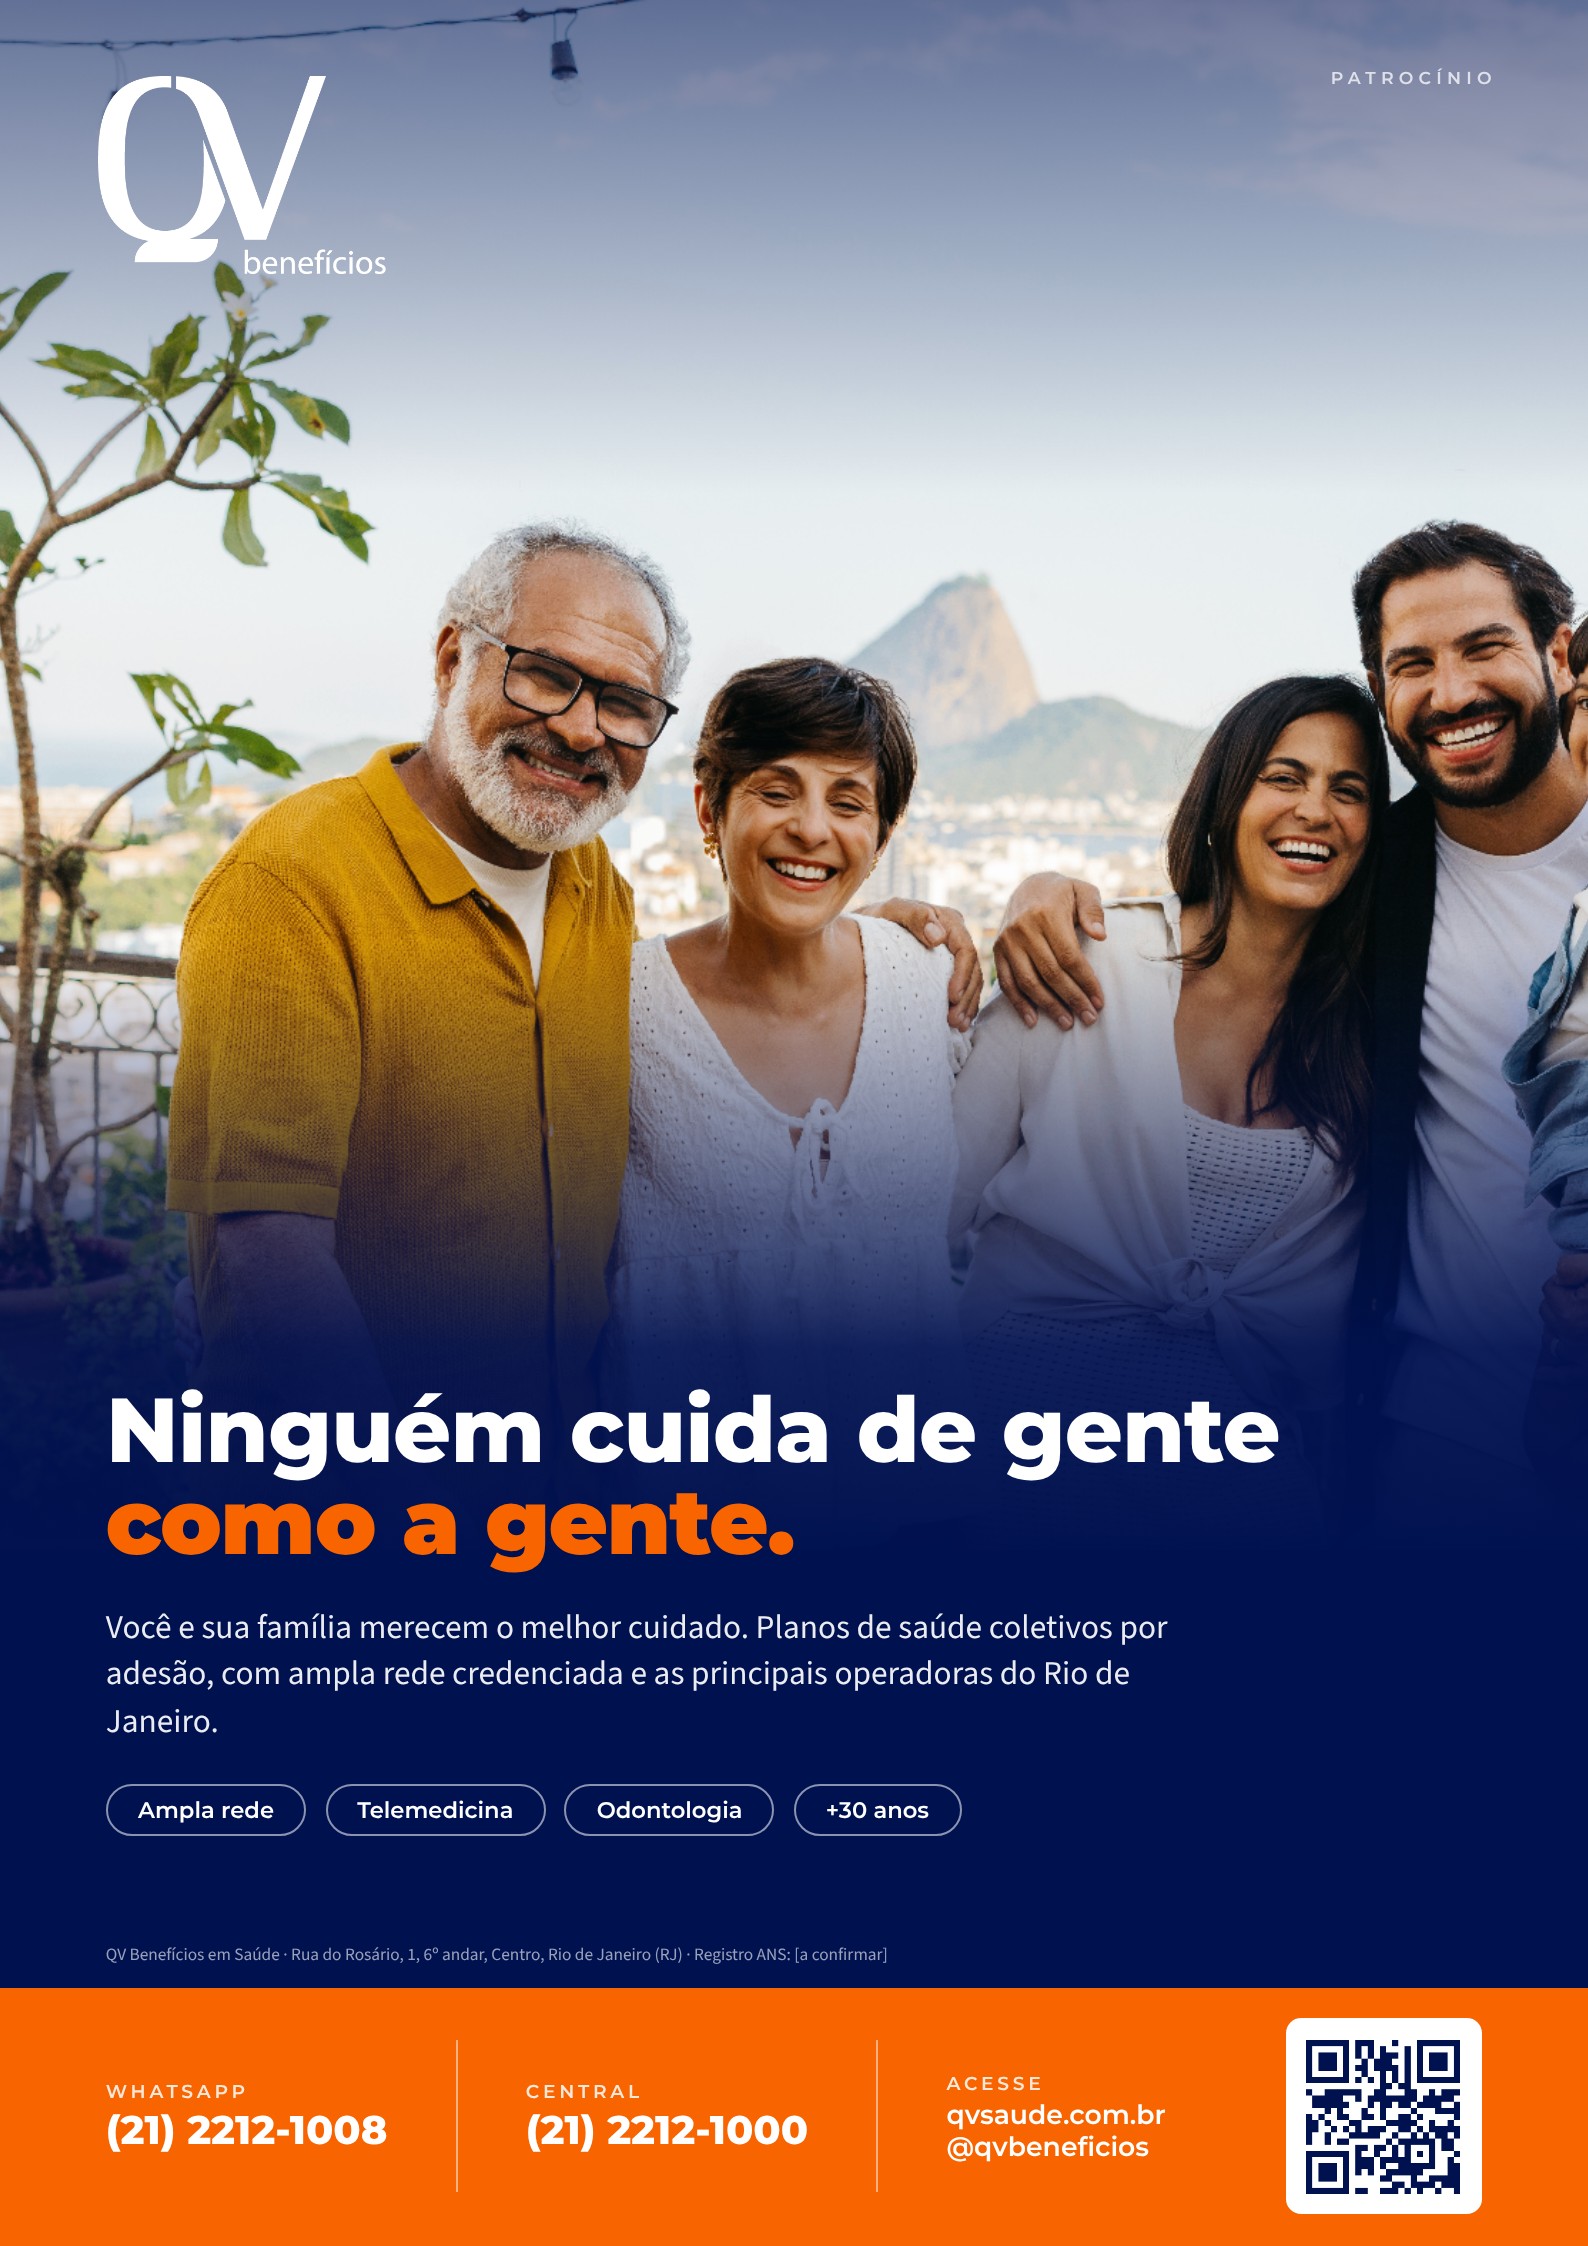 QV
benefícios
PATROCÍNIO
Ninguém cuida de gente
como a gente.
Você e sua família merecem o melhor cuidado. Planos de saúde coletivos por
adesão, com ampla rede credenciada e as principais operadoras do Rio de
Janeiro.
Ampla rede
Telemedicina
Odontologia
+30 anos
QV Benefícios em Saúde · Rua do Rosário, 1, 6º andar, Centro, Rio de Janeiro (RJ) · Registro ANS: [a confirmar]
WHATSAPP
(21) 2212-1008
CENTRAL
(21) 2212-1000
ACESSE
qvsaude.com.br
@qvbeneficios